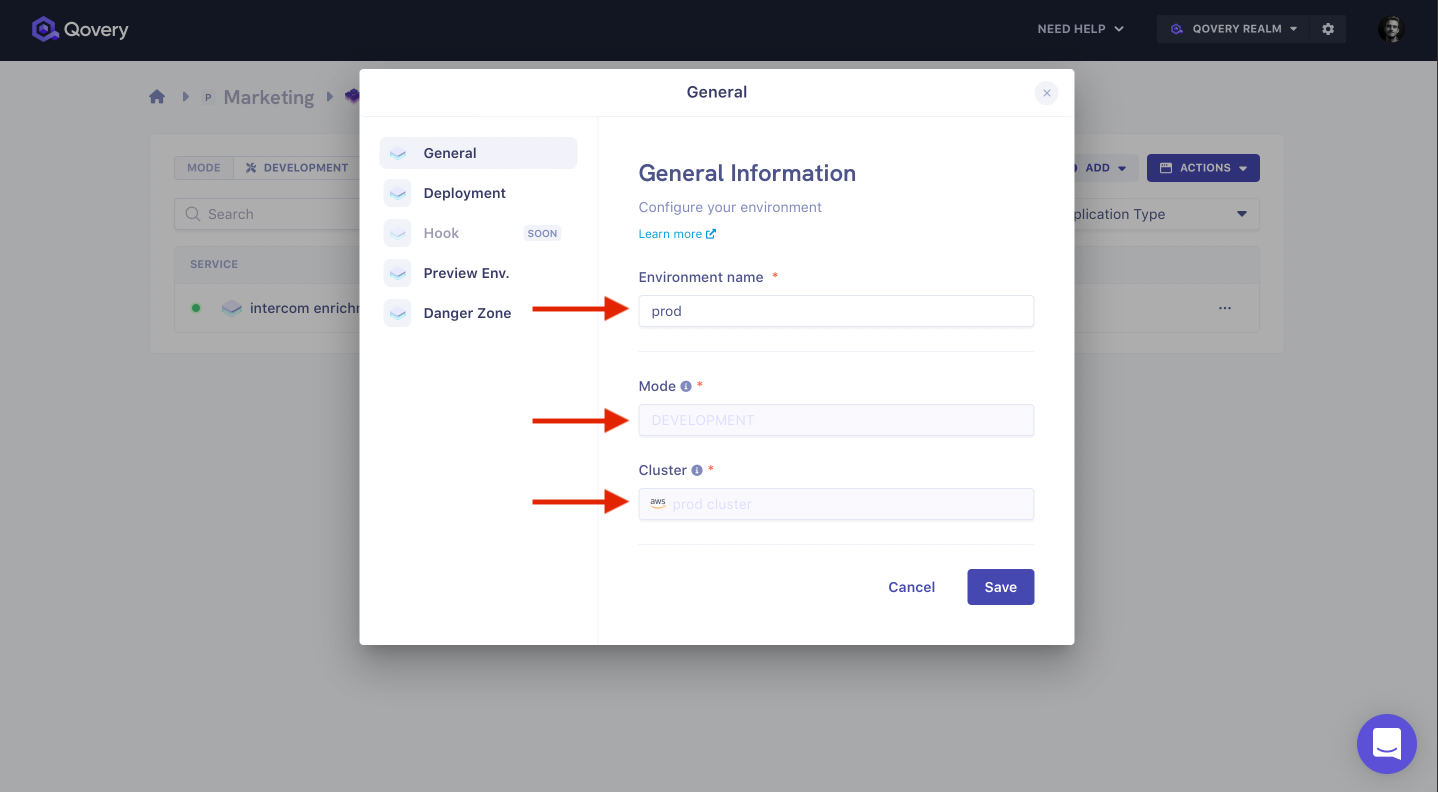 Qovery
NEED HELP
QOVERY REALM
P Marketing
General
MODE
DEVELOPMENT
ADD
ACTIONS
Search
plication Type
SERVICE
intercom enrichr
General
Deployment
Hook
SOON
Preview Env.
Danger Zone
General Information
Configure your environment
Learn more
Environment name *
prod
Mode *
DEVELOPMENT
Cluster *
aws prod cluster
Cancel
Save